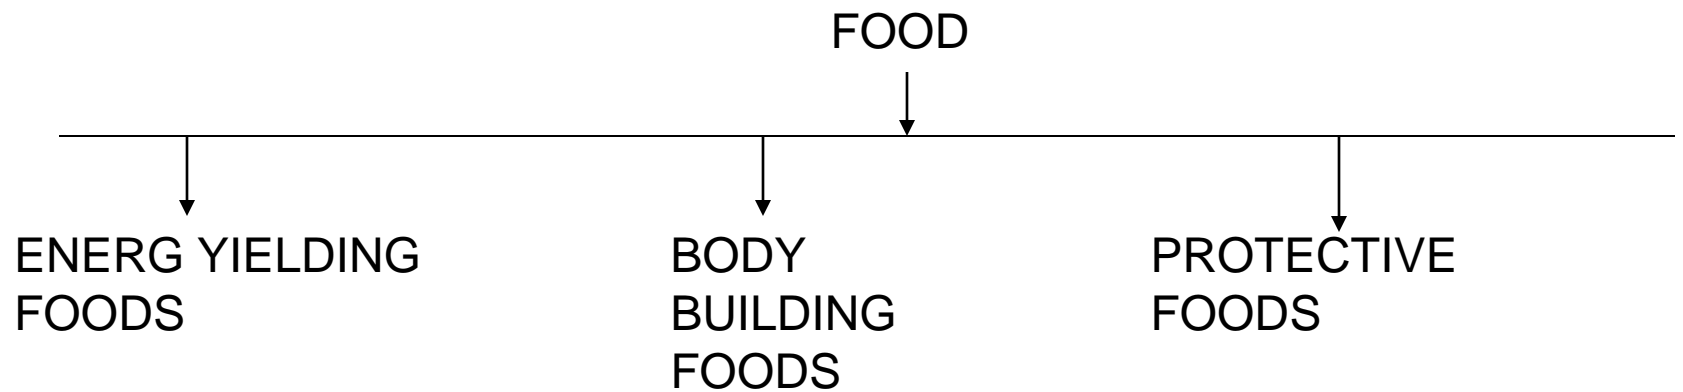 FOOD
ENERG YIELDING
FOODS
BODY
BUILDING
FOODS
PROTECTIVE
FOODS